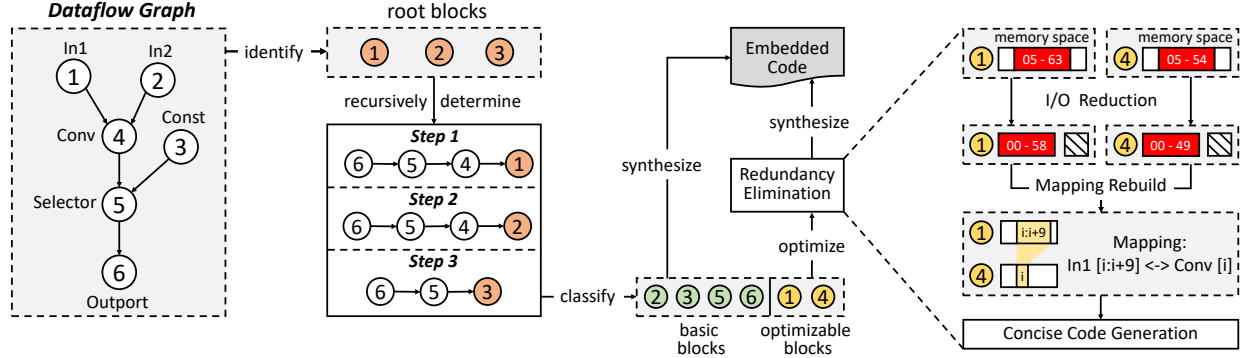 Dataflow Graph
In1
In2
1
2
Conv
4
Const
3
Selector
5
6
Outport
identify
root blocks
1 2 3
recursively determine
Step 1
6 5 4 1
Step 2
6 5 4 2
Step 3
6 5 3
classify
2 3 5 6 1 4
basic
blocks
optimizable
blocks
synthesize
optimize
Redundancy
Elimination
synthesize
Embedded
Code
memory space
1 05 - 63
memory space
4 05 - 54
I/O Reduction
1 00 - 58
4 00 - 49
Mapping Rebuild
1 i:i+9
4 i
Mapping:
In1 [i:i+9] <-> Conv [i]
Concise Code Generation